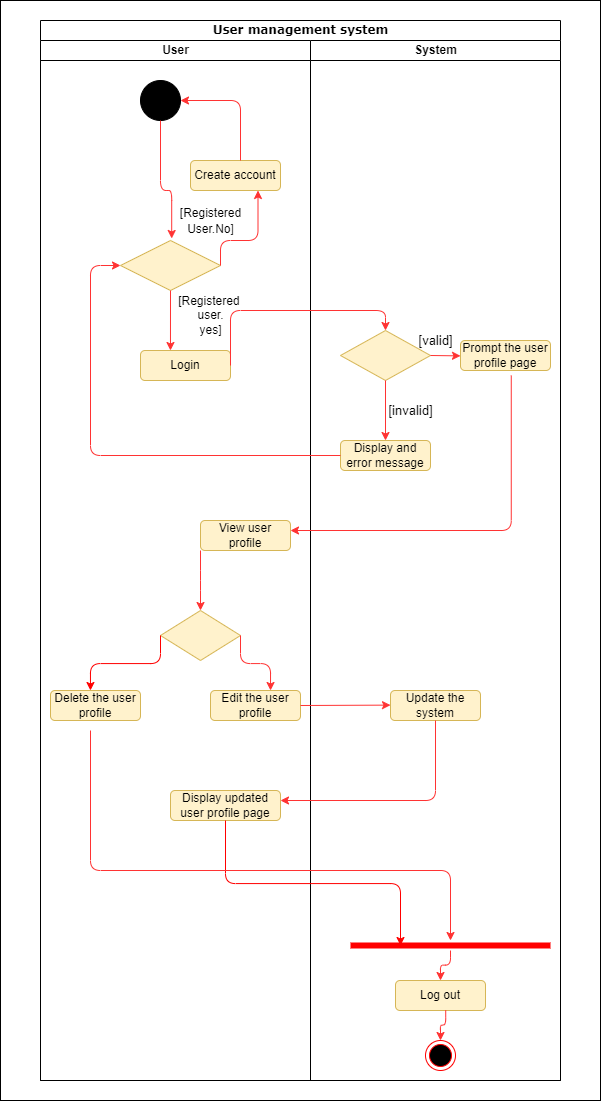 User management system
User
System
Create account
[Registered
User.No]
[Registered
user.
yes]
Login
[valid]
Prompt the user
profile page
[invalid]
Display and
error message
View user
profile
Delete the user
profile
Edit the user
profile
Update the
system
Display updated
user profile page
Log out